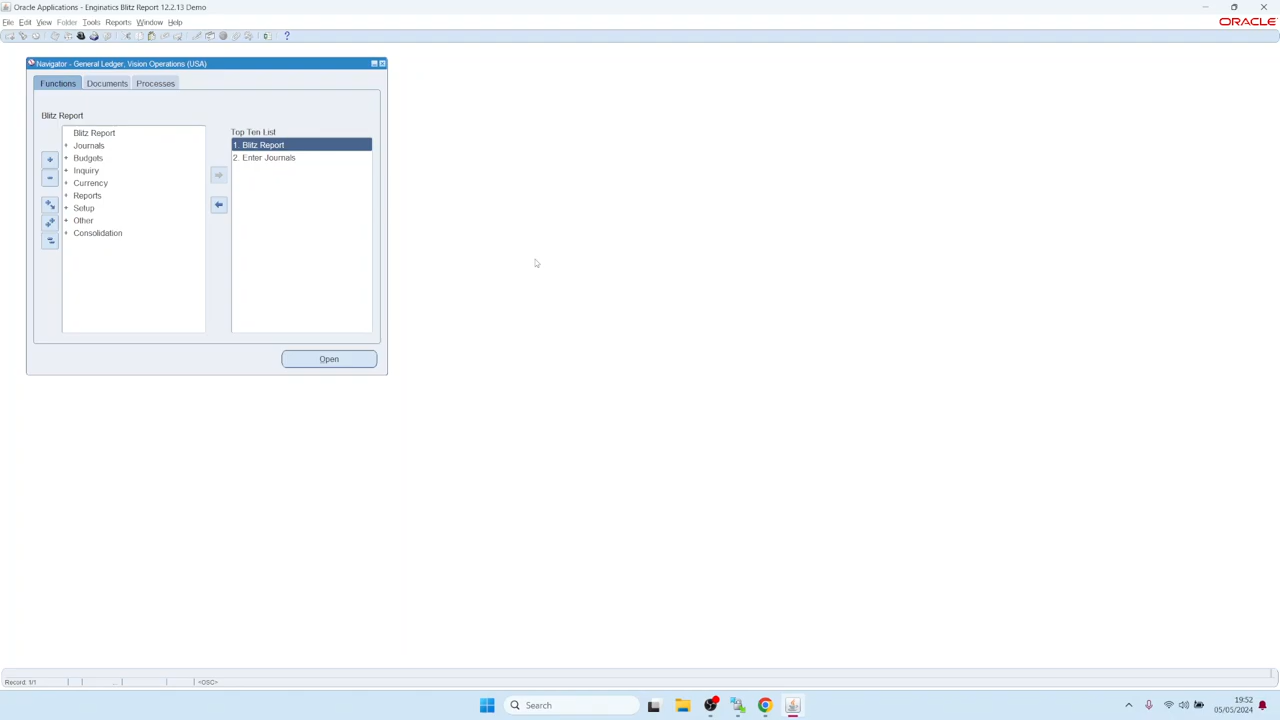 Oracle Applications - Enginatics Blitz Report 12.2.13 Demo
File Edit View Folder Tools Reports Window Help
ORACLE
Navigator - General Ledger, Vision Operations (USA)
Functions Documents Processes
Blitz Report
Blitz Report
+ Journals
+ Budgets
+ Inquiry
+ Currency
+ Reports
+ Setup
+ Other
+ Consolidation
Top Ten List
1. Blitz Report
2. Enter Journals
Open
Record: 1/1 ... <OSC>
Search
19:52
05/05/2024